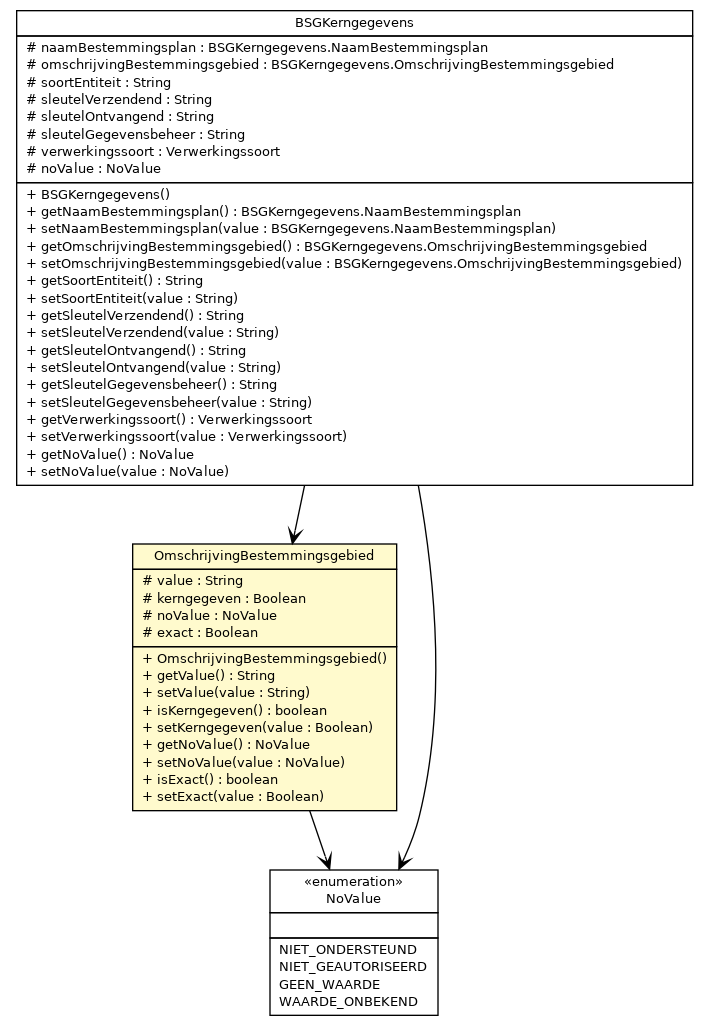 BSGKerngegevens
# naamBestemmingsplan : BSGKerngegevens.NaamBestemmingsplan
# omschrijvingBestemmingsgebied : BSGKerngegevens.OmschrijvingBestemmingsgebied
# soortEntiteit : String
# sleutelVerzendend : String
# sleutelOntvangend : String
# sleutelGegevensbeheer : String
# verwerkingssoort : Verwerkingssoort
# noValue : NoValue
+ BSGKerngegevens()
+ getNaamBestemmingsplan() : BSGKerngegevens.NaamBestemmingsplan
+ setNaamBestemmingsplan(value : BSGKerngegevens.NaamBestemmingsplan)
+ getOmschrijvingBestemmingsgebied() : BSGKerngegevens.OmschrijvingBestemmingsgebied
+ setOmschrijvingBestemmingsgebied(value : BSGKerngegevens.OmschrijvingBestemmingsgebied)
+ getSoortEntiteit() : String
+ setSoortEntiteit(value : String)
+ getSleutelVerzendend() : String
+ setSleutelVerzendend(value : String)
+ getSleutelOntvangend() : String
+ setSleutelOntvangend(value : String)
+ getSleutelGegevensbeheer() : String
+ setSleutelGegevensbeheer(value : String)
+ getVerwerkingssoort() : Verwerkingssoort
+ setVerwerkingssoort(value : Verwerkingssoort)
+ getNoValue() : NoValue
+ setNoValue(value : NoValue)
OmschrijvingBestemmingsgebied
# value : String
# kerngegeven : Boolean
# noValue : NoValue
# exact : Boolean
+ OmschrijvingBestemmingsgebied()
+ getValue() : String
+ setValue(value : String)
+ isKerngegeven() : boolean
+ setKerngegeven(value : Boolean)
+ getNoValue() : NoValue
+ setNoValue(value : NoValue)
+ isExact() : boolean
+ setExact(value : Boolean)
«enumeration»
NoValue
NIET_ONDERSTEUND
NIET_GEAUTORISEERD
GEEN_WAARDE
WAARDE_ONBEKEND